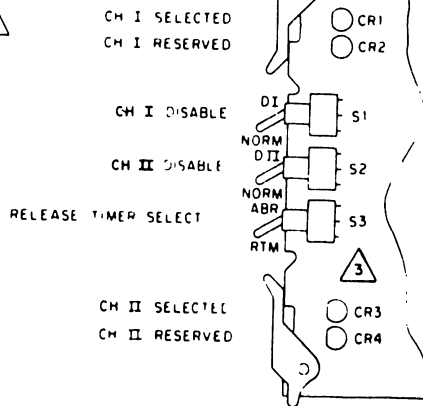 CH I SELECTED CR1
CH I RESERVED CR2
DI
CH I DISABLE S1
NORM
DII
CH II DISABLE S2
NORM
ABR
RELEASE TIMER SELECT S3
RTM
3
CH II SELECTED CR3
CH II RESERVED CR4